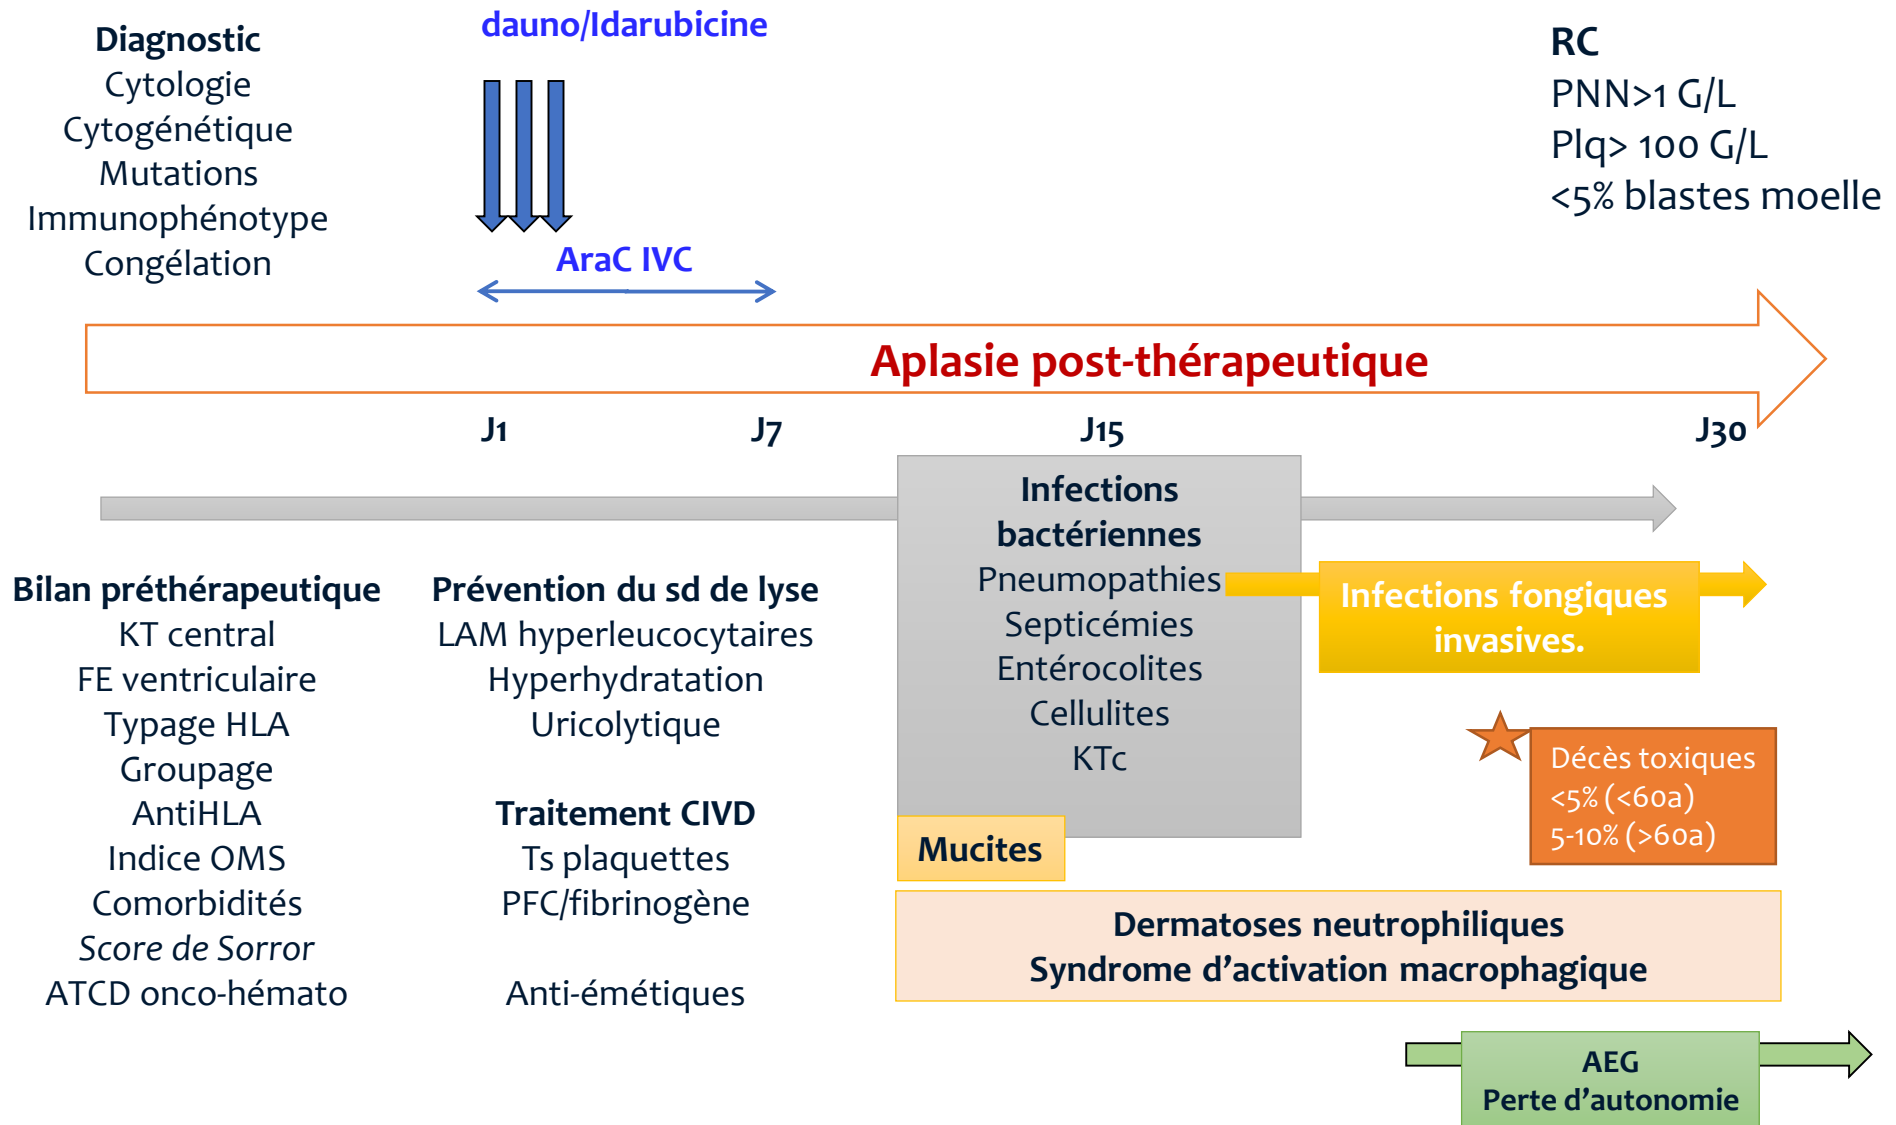 Diagnostic
Cytologie
Cytogénétique
Mutations
Immunophénotype
Congélation
dauno/Idarubicine
AraC IVC
RC
PNN>1 G/L
Plq> 100 G/L
<5% blastes moelle
Aplasie post-thérapeutique
J1
J7
J15
J30
Bilan préthérapeutique
KT central
FE ventriculaire
Typage HLA
Groupage
AntiHLA
Indice OMS
Comorbidités
Score de Sorror
ATCD onco-hémato
Prévention du sd de lyse
LAM hyperleucocytaires
Hyperhydratation
Uricolytique
Traitement CIVD
Ts plaquettes
PFC/fibrinogène
Anti-émétiques
Infections
bactériennes
Pneumopathies
Septicémies
Entérocolites
Cellulites
KTc
Mucites
Infections fongiques
invasives.
Décès toxiques
<5% (<60a)
5-10% (>60a)
Dermatoses neutrophiliques
Syndrome d’activation macrophagique
AEG
Perte d’autonomie